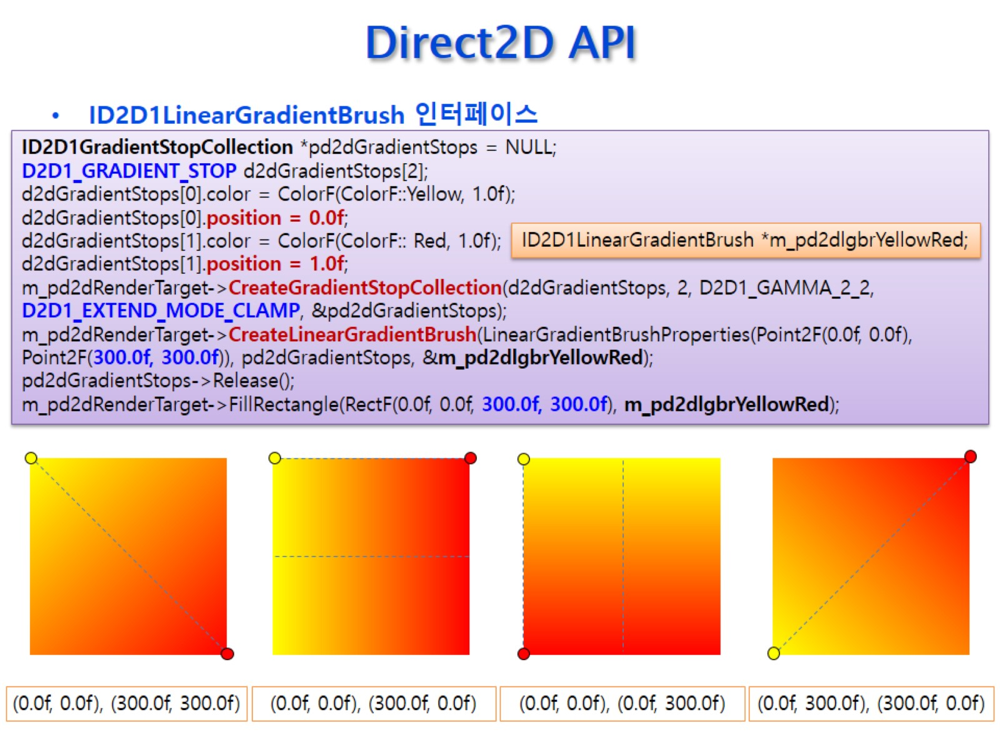 Direct2D API
• ID2D1LinearGradientBrush 인터페이스
ID2D1GradientStopCollection *pd2dGradientStops = NULL;
D2D1_GRADIENT_STOP d2dGradientStops[2];
d2dGradientStops[0].color = ColorF(ColorF::Yellow, 1.0f);
d2dGradientStops[0].position = 0.0f;
d2dGradientStops[1].color = ColorF(ColorF:: Red, 1.0f);
ID2D1LinearGradientBrush *m_pd2dlgbrYellowRed;
d2dGradientStops[1].position = 1.0f;
m_pd2dRenderTarget->CreateGradientStopCollection(d2dGradientStops, 2, D2D1_GAMMA_2_2,
D2D1_EXTEND_MODE_CLAMP, &pd2dGradientStops);
m_pd2dRenderTarget->CreateLinearGradientBrush(LinearGradientBrushProperties(Point2F(0.0f, 0.0f),
Point2F(300.0f, 300.0f)), pd2dGradientStops, &m_pd2dlgbrYellowRed);
pd2dGradientStops->Release();
m_pd2dRenderTarget->FillRectangle(RectF(0.0f, 0.0f, 300.0f, 300.0f), m_pd2dlgbrYellowRed);
(0.0f, 0.0f), (300.0f, 300.0f)
(0.0f, 0.0f), (300.0f, 0.0f)
(0.0f, 0.0f), (0.0f, 300.0f)
(0.0f, 300.0f), (300.0f, 0.0f)